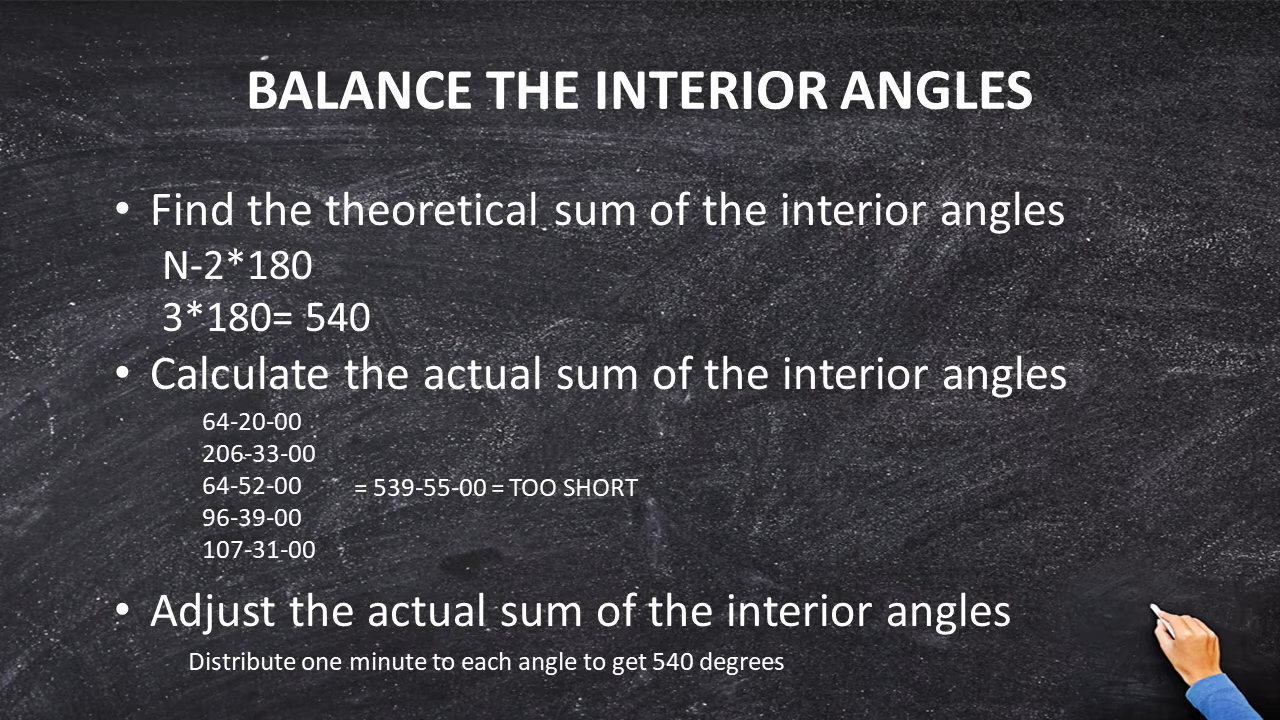 BALANCE THE INTERIOR ANGLES
• Find the theoretical sum of the interior angles
N-2*180
3*180= 540
• Calculate the actual sum of the interior angles
64-20-00
206-33-00
64-52-00 = 539-55-00 = TOO SHORT
96-39-00
107-31-00
• Adjust the actual sum of the interior angles
Distribute one minute to each angle to get 540 degrees